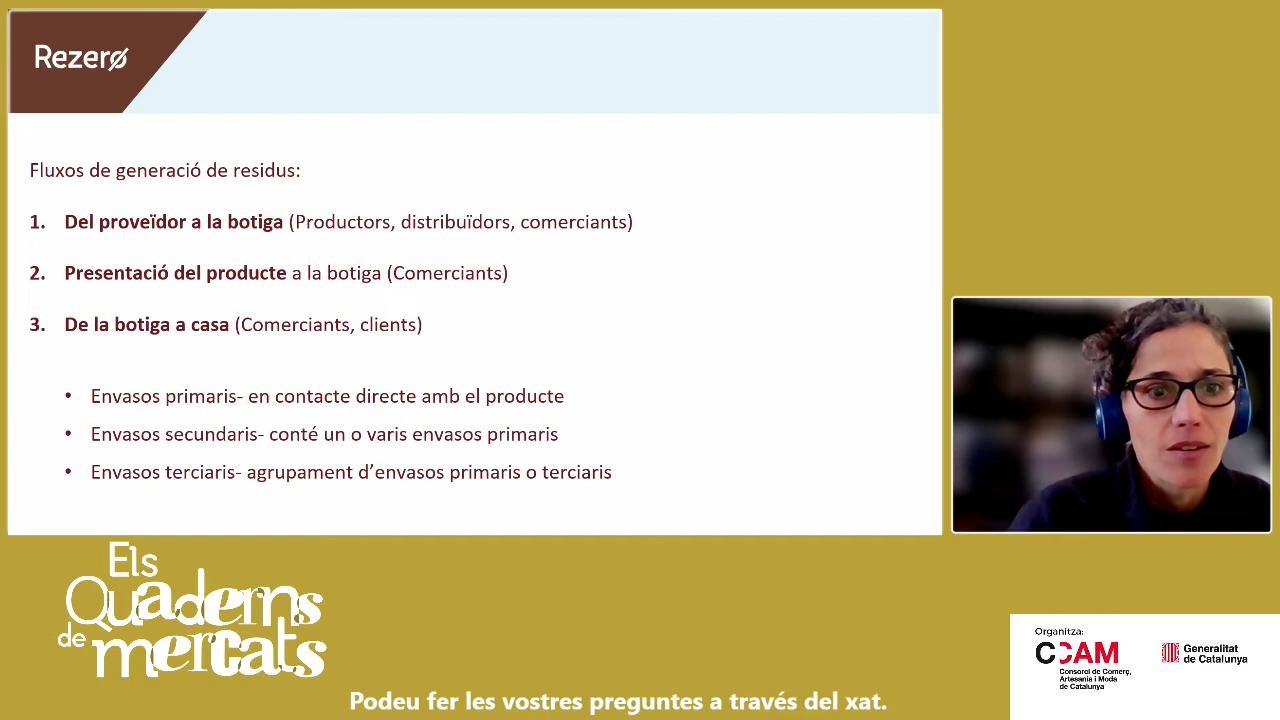 Rezero
Fluxos de generació de residus:
1. Del proveïdor a la botiga (Productors, distribuïdors, comerciants)
2. Presentació del producte a la botiga (Comerciants)
3. De la botiga a casa (Comerciants, clients)
• Envasos primaris- en contacte directe amb el producte
• Envasos secundaris- conté un o varis envasos primaris
• Envasos terciaris- agrupament d’envasos primaris o terciaris
Els
Quaderns
de mercats
Organitza:
CCAM
Consorci de Comerç,
Artesania i Moda
de Catalunya
Generalitat
de Catalunya
Podeu fer les vostres preguntes a través del xat.